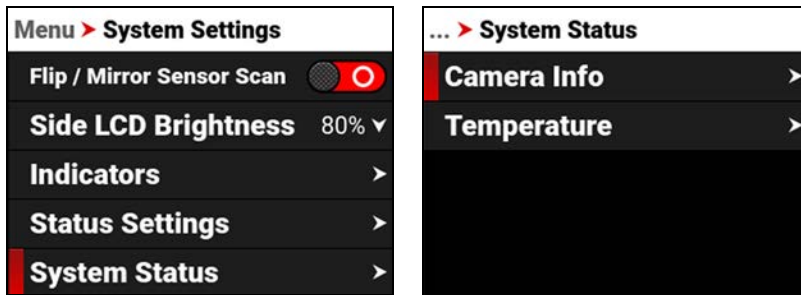 Menu > System Settings
Flip / Mirror Sensor Scan
Side LCD Brightness 80%
Indicators
Status Settings
System Status
... > System Status
Camera Info
Temperature